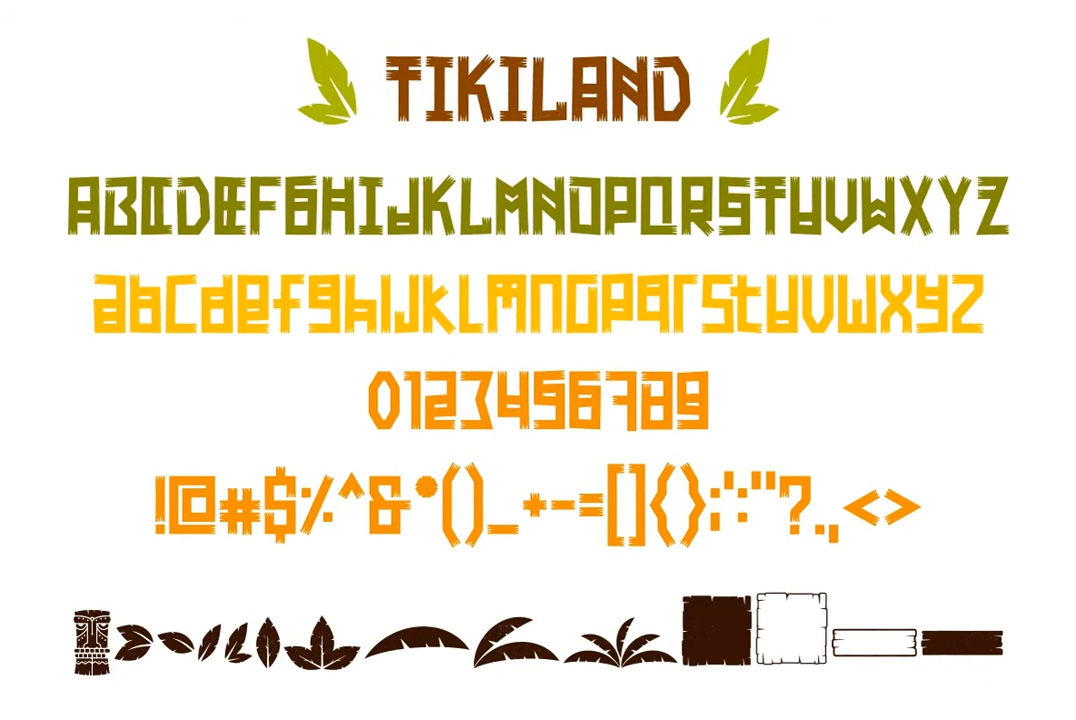 TIKILAND
ABCDEFGHIJKLMNOPQRSTUVWXYZ
abcdefghijklmnopqrstuvwxyz
0123456789
!@#$%^&*()_+-=[]{};':"?.,<>